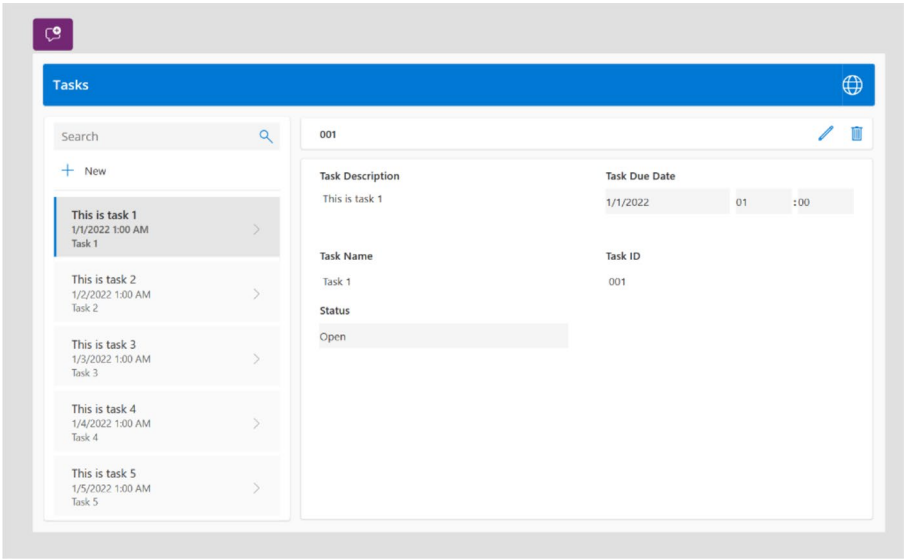 Tasks
Search
New
This is task 1
1/1/2022 1:00 AM
Task 1
This is task 2
1/2/2022 1:00 AM
Task 2
This is task 3
1/3/2022 1:00 AM
Task 3
This is task 4
1/4/2022 1:00 AM
Task 4
This is task 5
1/5/2022 1:00 AM
Task 5
001
Task Description
This is task 1
Task Due Date
1/1/2022 01 :00
Task Name
Task 1
Task ID
001
Status
Open